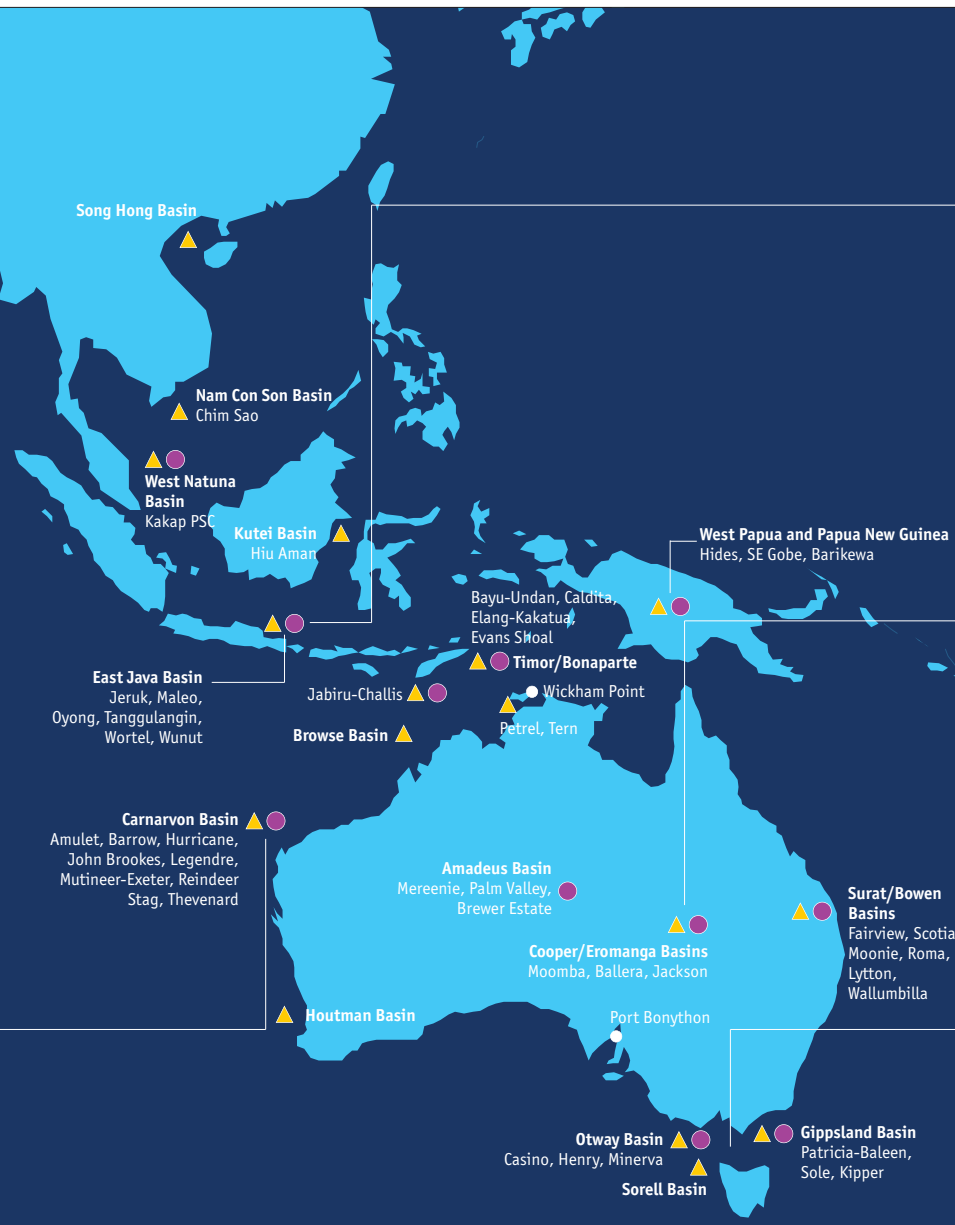 Song Hong Basin
Nam Con Son Basin
Chim Sao
West Natuna
Basin
Kakap PSC
Kutei Basin
Hiu Aman
West Papua and Papua New Guinea
Hides, SE Gobe, Barikewa
Bayu-Undan, Caldita,
Elang-Kakatua,
Evans Shoal
Timor/Bonaparte
East Java Basin
Jeruk, Maleo,
Oyong, Tanggulangin,
Wortel, Wunut
Jabiru-Challis
Wickham Point
Petrel, Tern
Browse Basin
Carnarvon Basin
Amulet, Barrow, Hurricane,
John Brookes, Legendre,
Mutineer-Exeter, Reindeer
Stag, Thevenard
Amadeus Basin
Mereenie, Palm Valley,
Brewer Estate
Surat/Bowen
Basins
Fairview, Scotia
Moonie, Roma,
Lytton,
Wallumbilla
Cooper/Eromanga Basins
Moomba, Ballera, Jackson
Houtman Basin
Port Bonython
Otway Basin
Casino, Henry, Minerva
Sorell Basin
Gippsland Basin
Patricia-Baleen,
Sole, Kipper